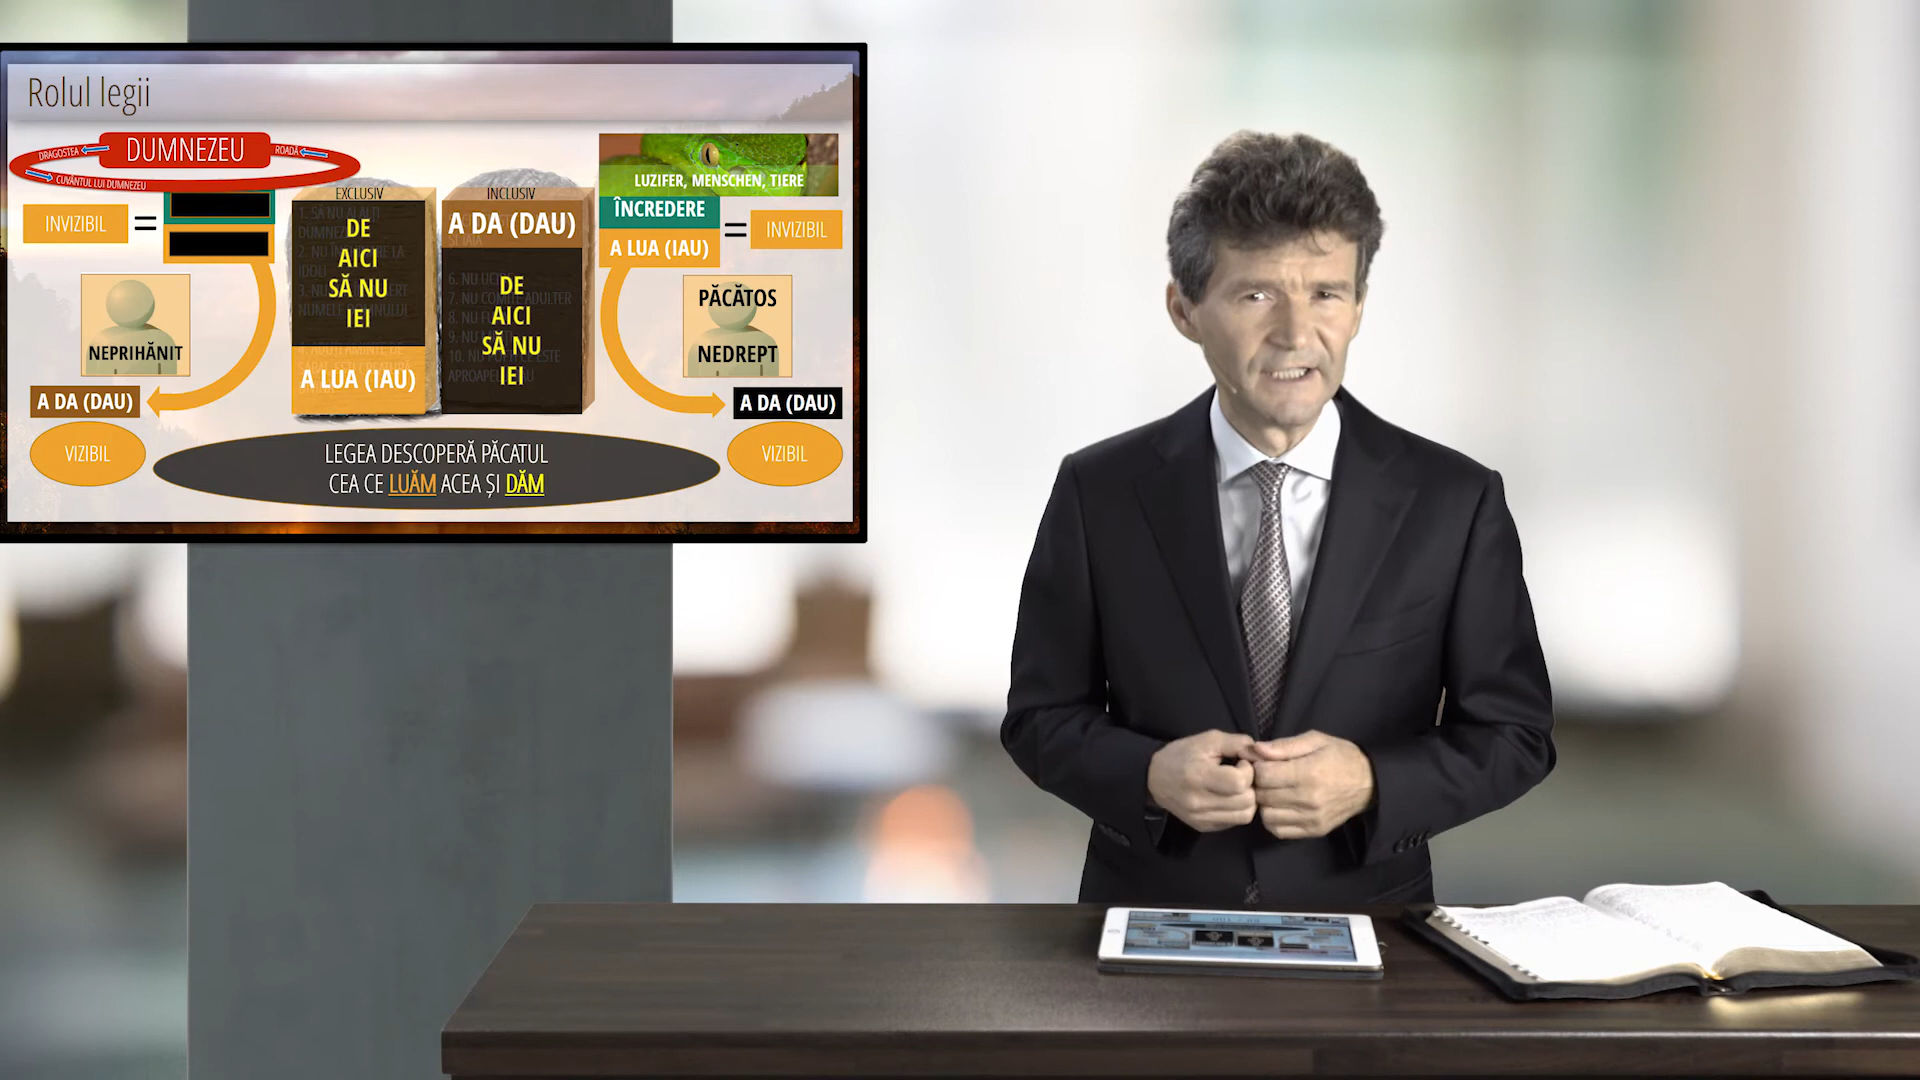 Rolul legii
DRAGOSTEA
DUMNEZEU
ROADĂ
CUVÂNTUL LUI DUMNEZEU
INVIZIBIL
=
NEPRIHĂNIT
A DA (DAU)
VIZIBIL
EXCLUSIV
DE
AICI
SĂ NU
IEI
A LUA (IAU)
INCLUSIV
A DA (DAU)
DE
AICI
SĂ NU
IEI
LUZIFER, MENSCHEN, TIERE
ÎNCREDERE
A LUA (IAU)
=
INVIZIBIL
PĂCĂTOS
NEDREPT
A DA (DAU)
VIZIBIL
LEGEA DESCOPERĂ PĂCATUL
CEA CE LUĂM ACEA ȘI DĂM